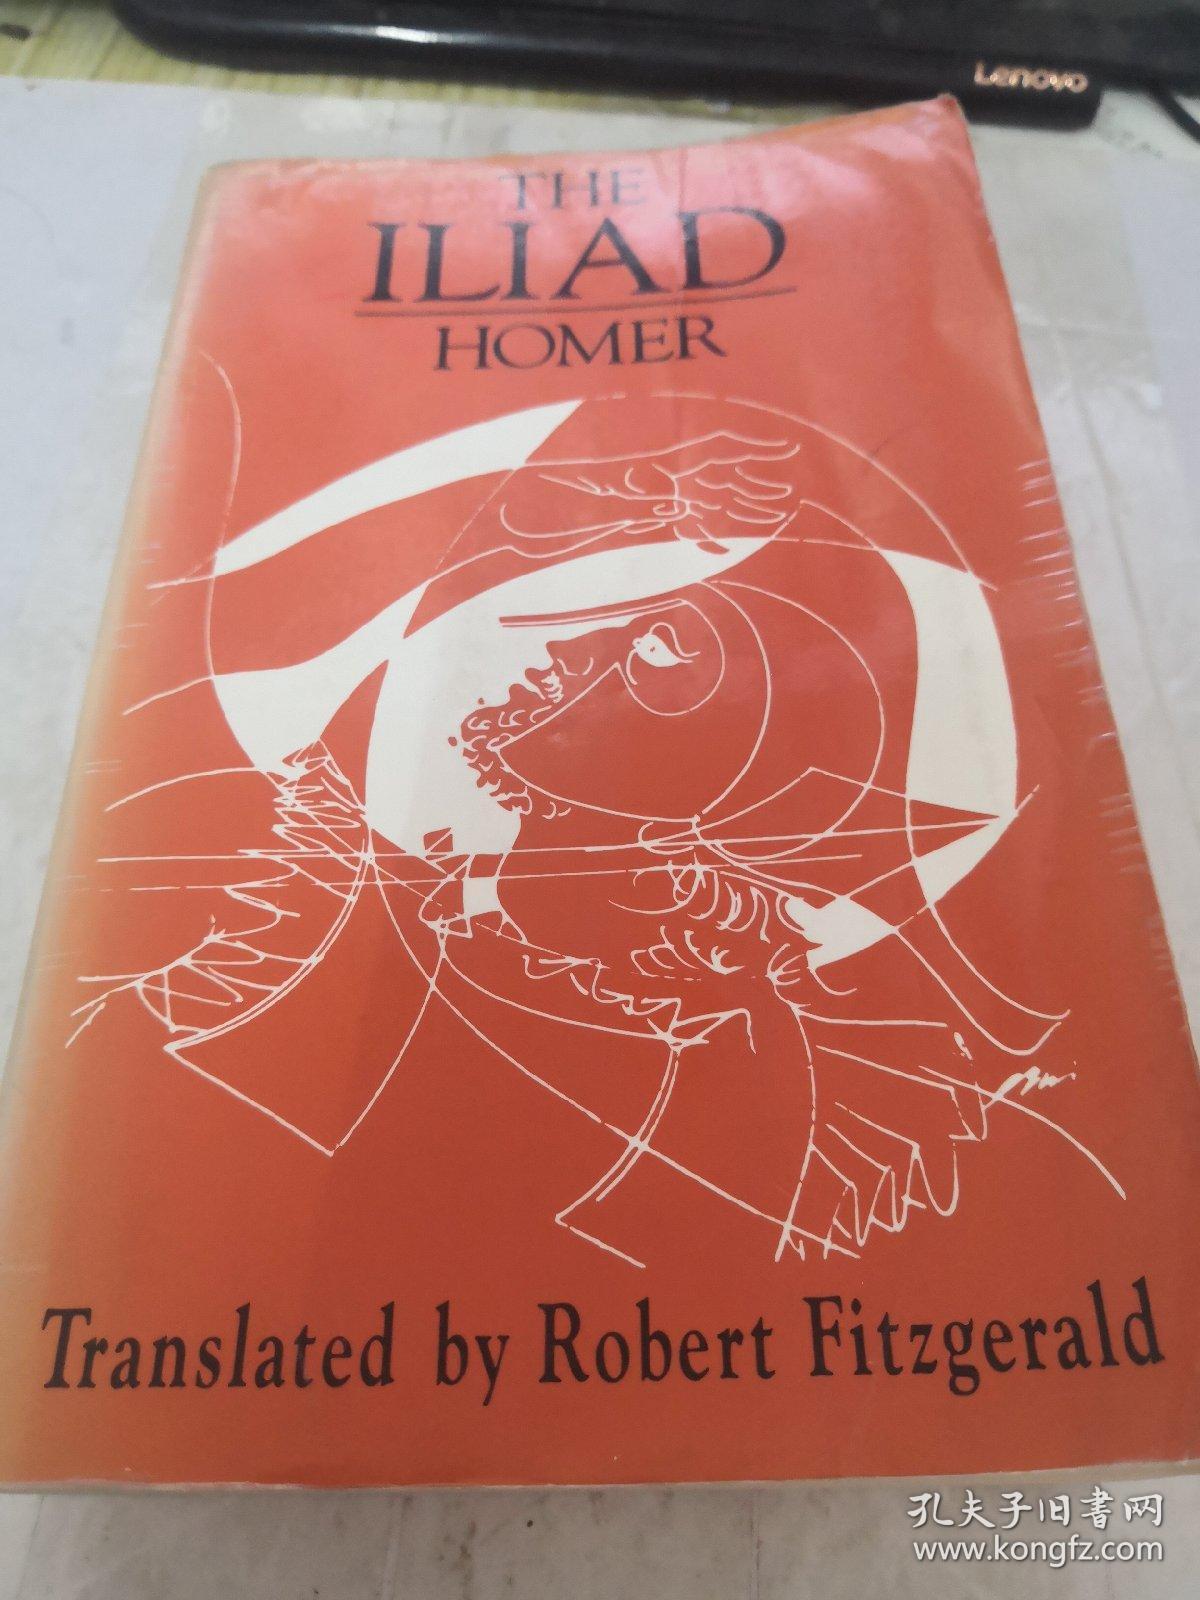 Lenovo
THE
ILIAD
HOMER
Translated by Robert Fitzgerald
孔夫子旧书网
www.kongfz.com